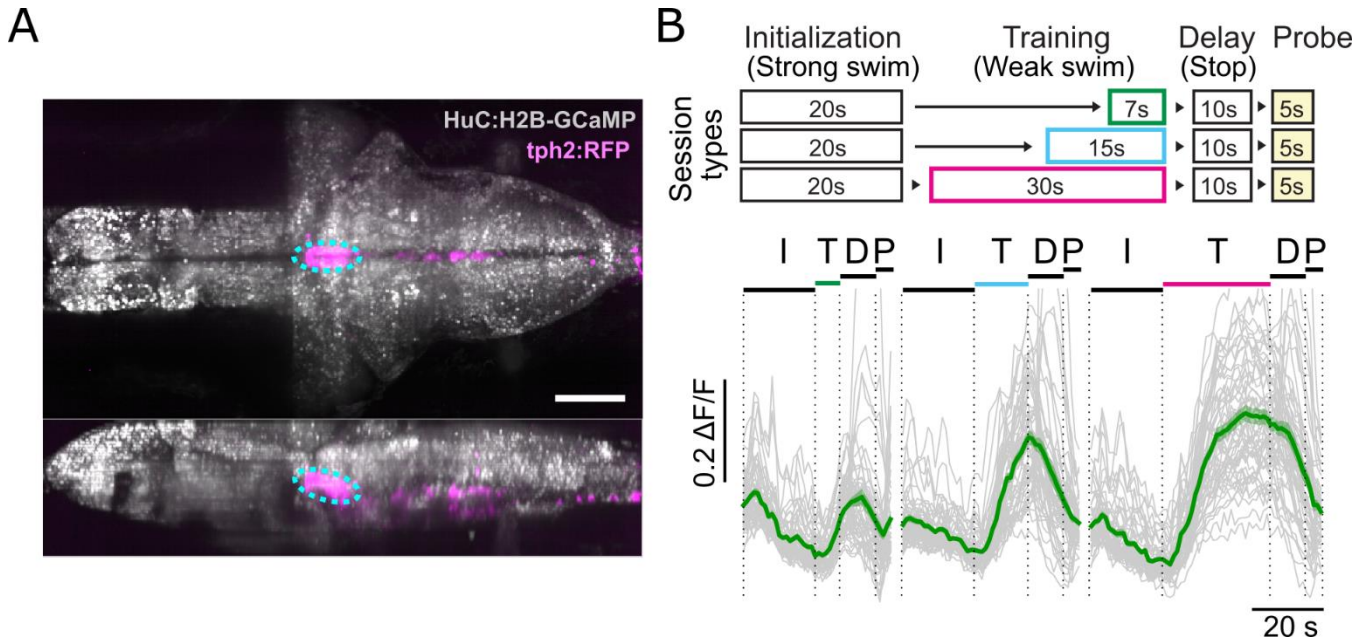 A
HuC:H2B-GCaMP
tph2:RFP
B
Initialization Training Delay Probe
(Strong swim) (Weak swim) (Stop)
Session types
20s 7s 10s 5s
20s 15s 10s 5s
20s 30s 10s 5s
I T D P I T D P I T D P
0.2 ΔF/F
20 s